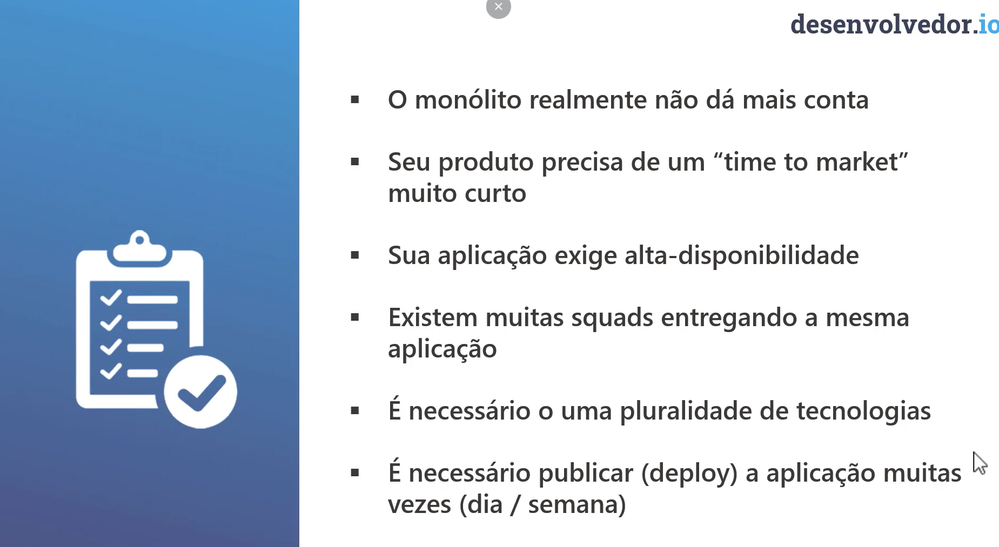 desenvolvedor.io
▪ O monólito realmente não dá mais conta
▪ Seu produto precisa de um “time to market”
muito curto
▪ Sua aplicação exige alta-disponibilidade
▪ Existem muitas squads entregando a mesma
aplicação
▪ É necessário o uma pluralidade de tecnologias
▪ É necessário publicar (deploy) a aplicação muitas
vezes (dia / semana)